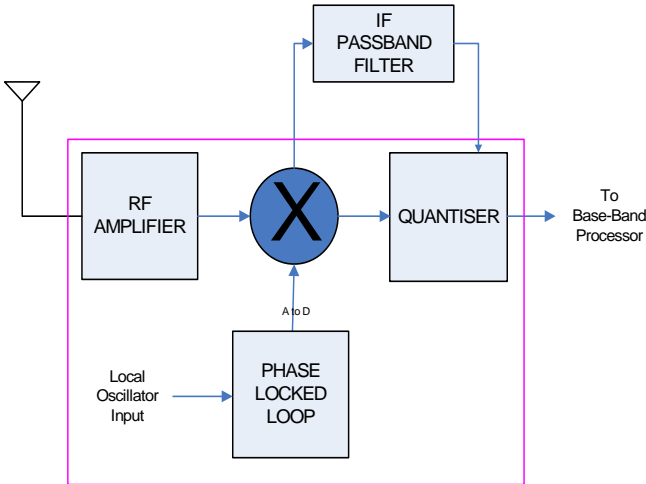 IF
PASSBAND
FILTER
RF
AMPLIFIER
X
QUANTISER
To
Base-Band
Processor
A to D
PHASE
LOCKED
LOOP
Local
Oscillator
Input